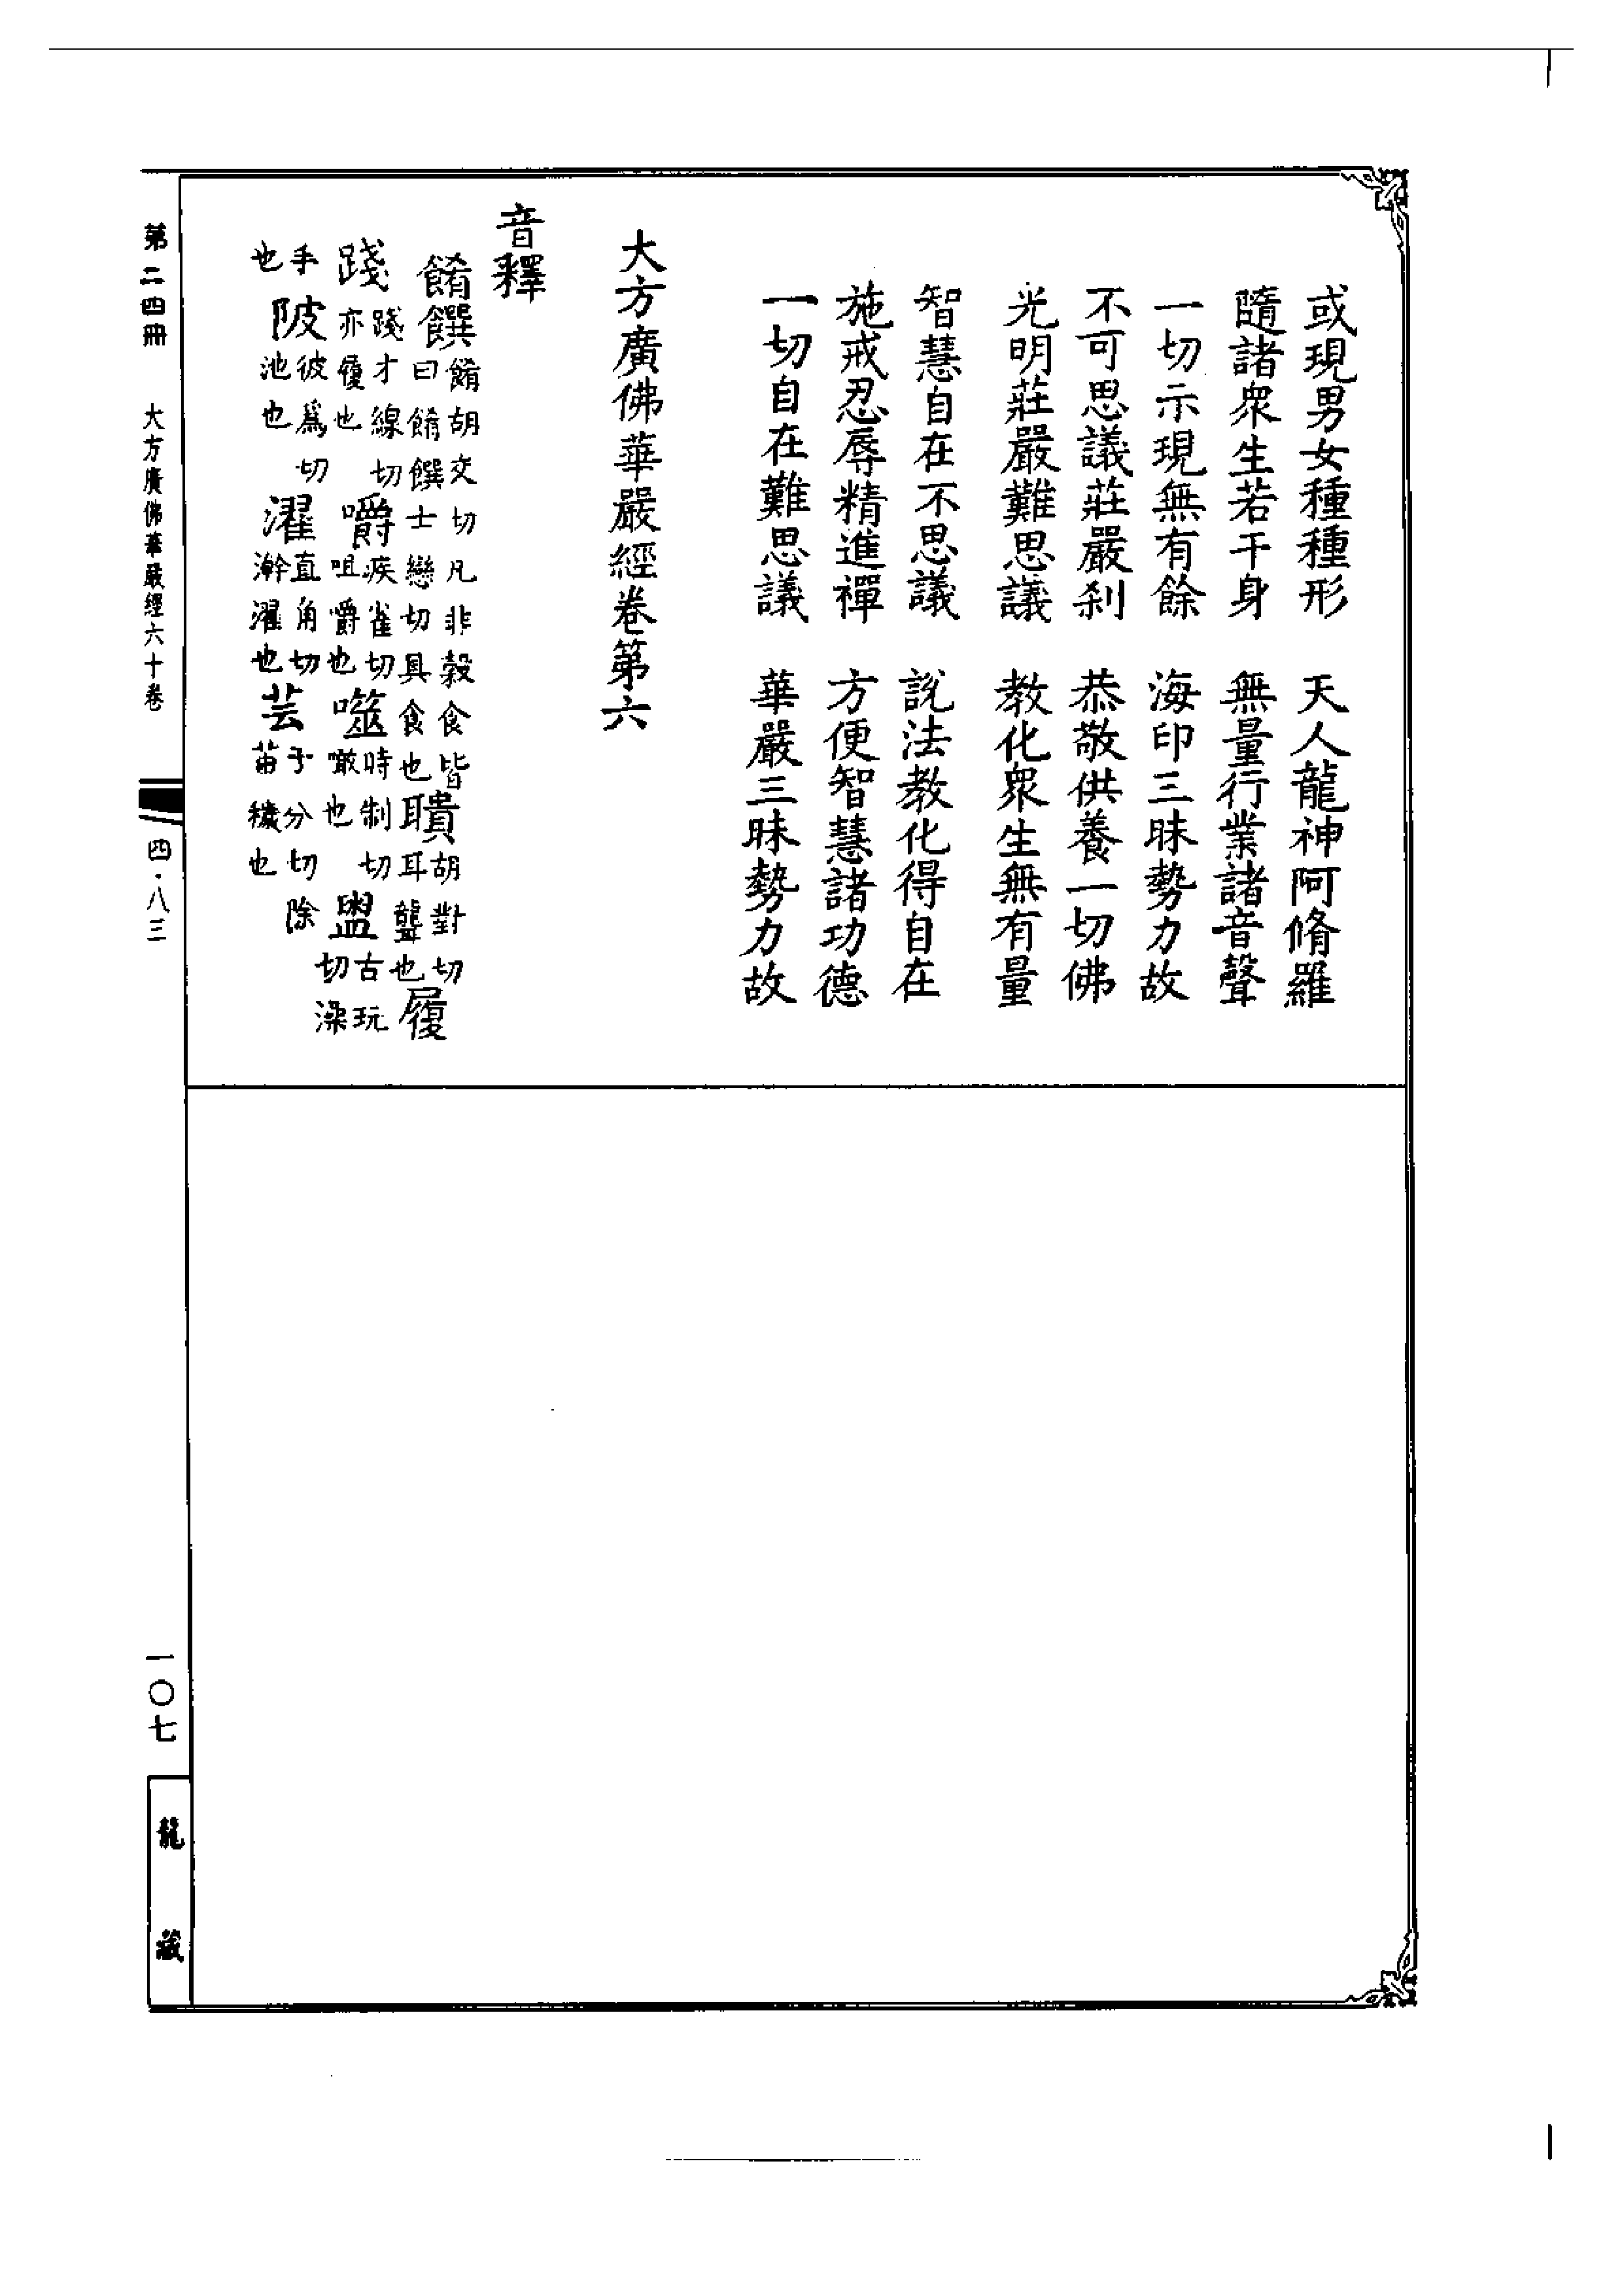 或現男女種種形　天人龍神阿脩羅
隨諸衆生若干身　無量行業諸音聲
一切示現無有餘　海印三昧勢力故
不可思議莊嚴刹　恭敬供養一切佛
光明莊嚴難思議　教化衆生無有量
智慧自在不思議　說法教化得自在
施戒忍辱精進禪　方便智慧諸功德
一切自在難思議　華嚴三昧勢力故
大方廣佛華嚴經卷第六
音釋
餚饌餚胡交切凡非穀食皆曰餚饌士戀切具食也聵胡對切耳聾也履
踐踐才線切亦履也嚼疾雀切咀嚼也噬時制切噉也盥古玩切澡
手也陂彼爲切池也濯直角切澣濯也芸于分切除苗穢也
第二四冊　大方廣佛華嚴經六十卷　四·八三　一〇七　龍藏